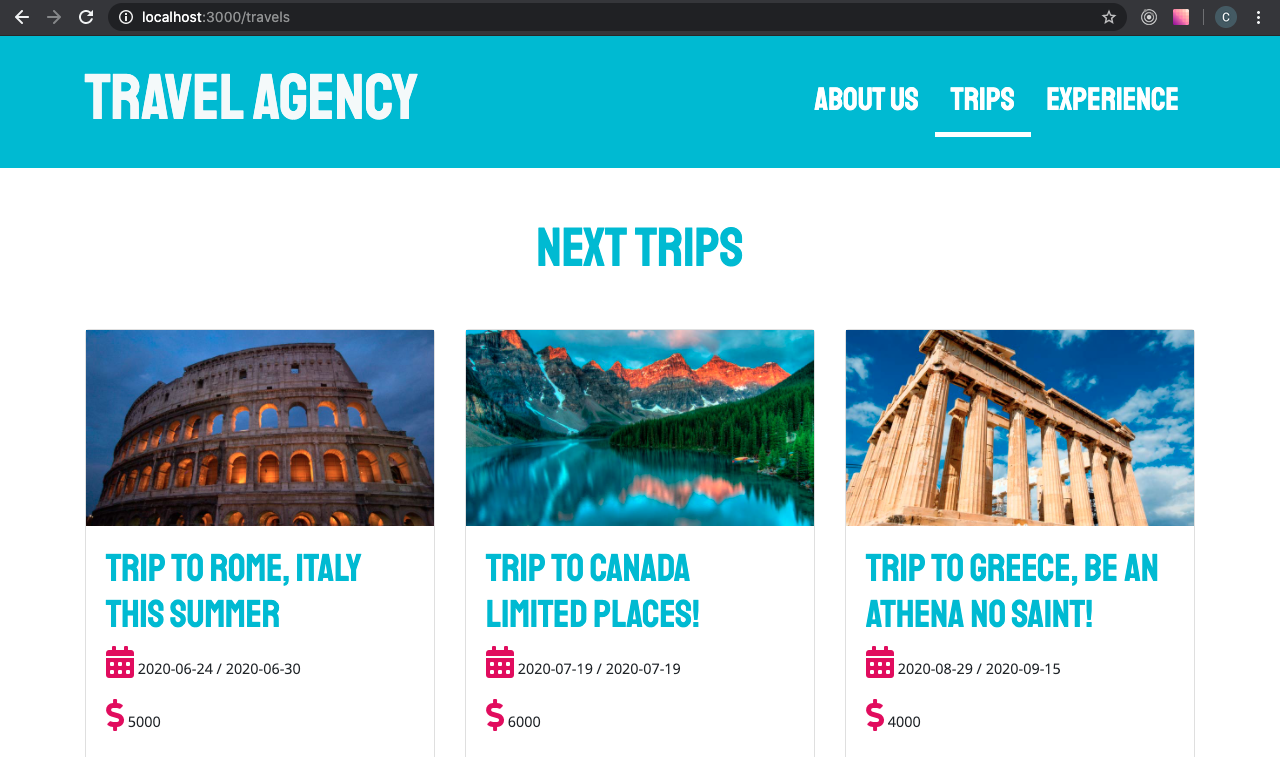 localhost:3000/travels
C
TRAVEL AGENCY
ABOUT US TRIPS EXPERIENCE
NEXT TRIPS
TRIP TO ROME, ITALY
THIS SUMMER
2020-06-24 / 2020-06-30
$ 5000
TRIP TO CANADA
LIMITED PLACES!
2020-07-19 / 2020-07-19
$ 6000
TRIP TO GREECE, BE AN
ATHENA NO SAINT!
2020-08-29 / 2020-09-15
$ 4000